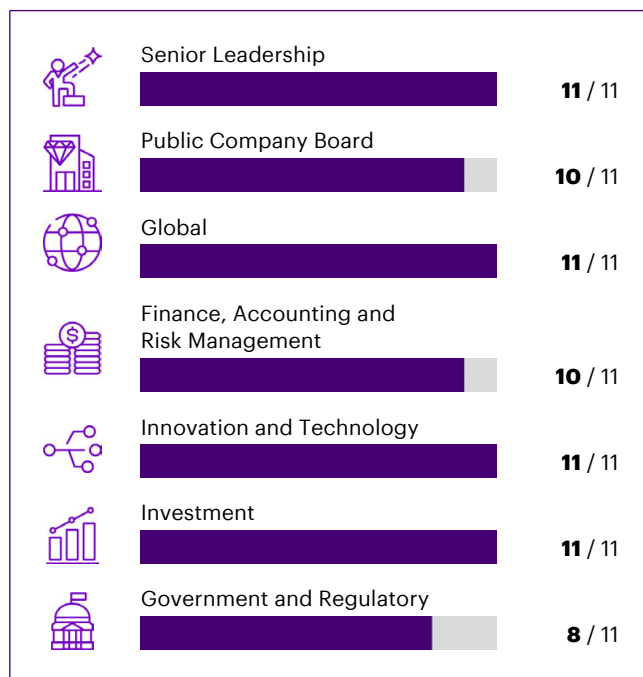 Senior Leadership
11 / 11
Public Company Board
10 / 11
Global
11 / 11
Finance, Accounting and
Risk Management
$
10 / 11
Innovation and Technology
11 / 11
Investment
11 / 11
Government and Regulatory
8 / 11